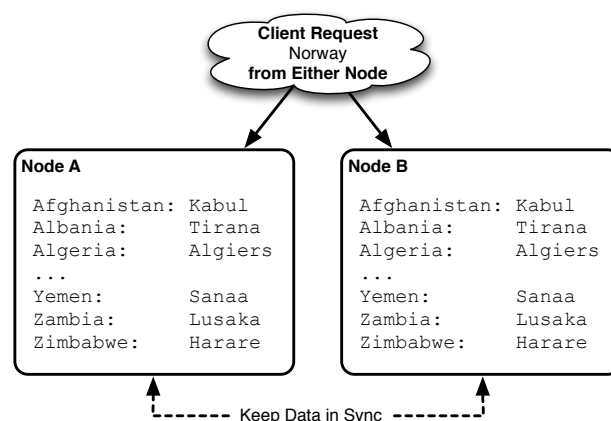 Client Request
Norway
from Either Node
Node A
Afghanistan: Kabul
Albania: Tirana
Algeria: Algiers
...
Yemen: Sanaa
Zambia: Lusaka
Zimbabwe: Harare
Node B
Afghanistan: Kabul
Albania: Tirana
Algeria: Algiers
...
Yemen: Sanaa
Zambia: Lusaka
Zimbabwe: Harare
Keep Data in Sync